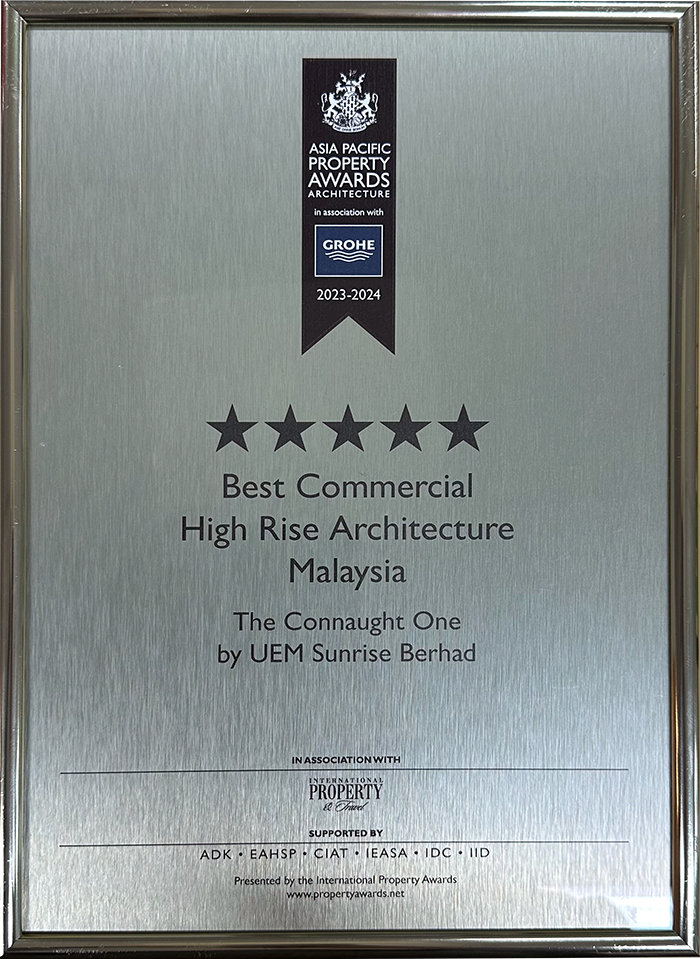 ASIA PACIFIC
PROPERTY
AWARDS
ARCHITECTURE
in association with
GROHE
2023-2024
Best Commercial
High Rise Architecture
Malaysia
The Connaught One
by UEM Sunrise Berhad
IN ASSOCIATION WITH
INTERNATIONAL
PROPERTY
& Travel
SUPPORTED BY
ADK • EAHSP • CIAT • IEASA • IDC • IID
Presented by the International Property Awards
www.propertyawards.net